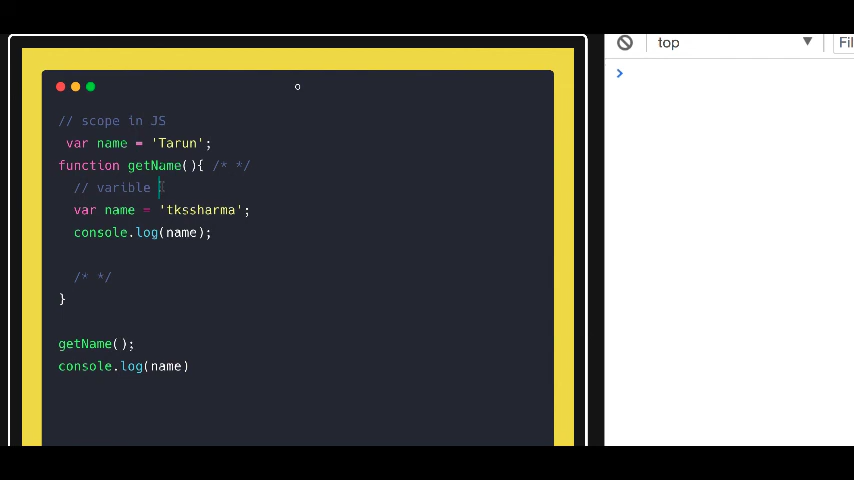 top
Fil
// scope in JS
var name = 'Tarun';
function getName(){ /* */
// varible
var name = 'tkssharma';
console.log(name);
/* */
}
getName();
console.log(name)